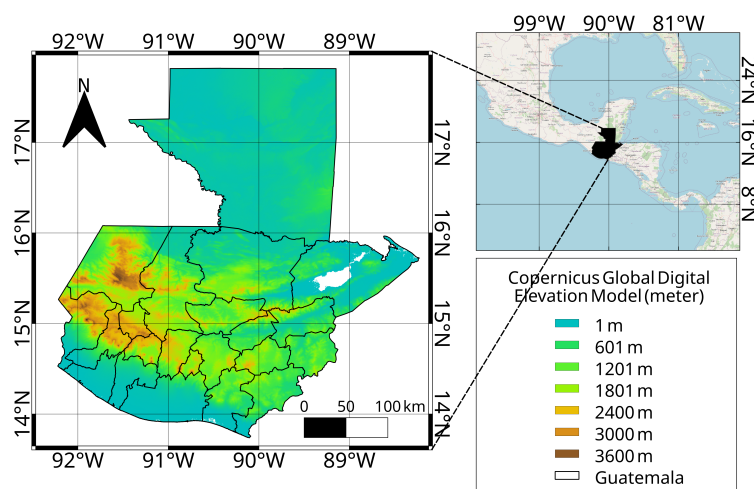 92°W 91°W 90°W 89°W
N
17°N
16°N
15°N
14°N
17°N
16°N
15°N
14°N
0 50 100 km
92°W 91°W 90°W 89°W
99°W 90°W 81°W
24°N
16°N
8°N
Copernicus Global Digital
Elevation Model (meter)
1 m
601 m
1201 m
1801 m
2400 m
3000 m
3600 m
Guatemala